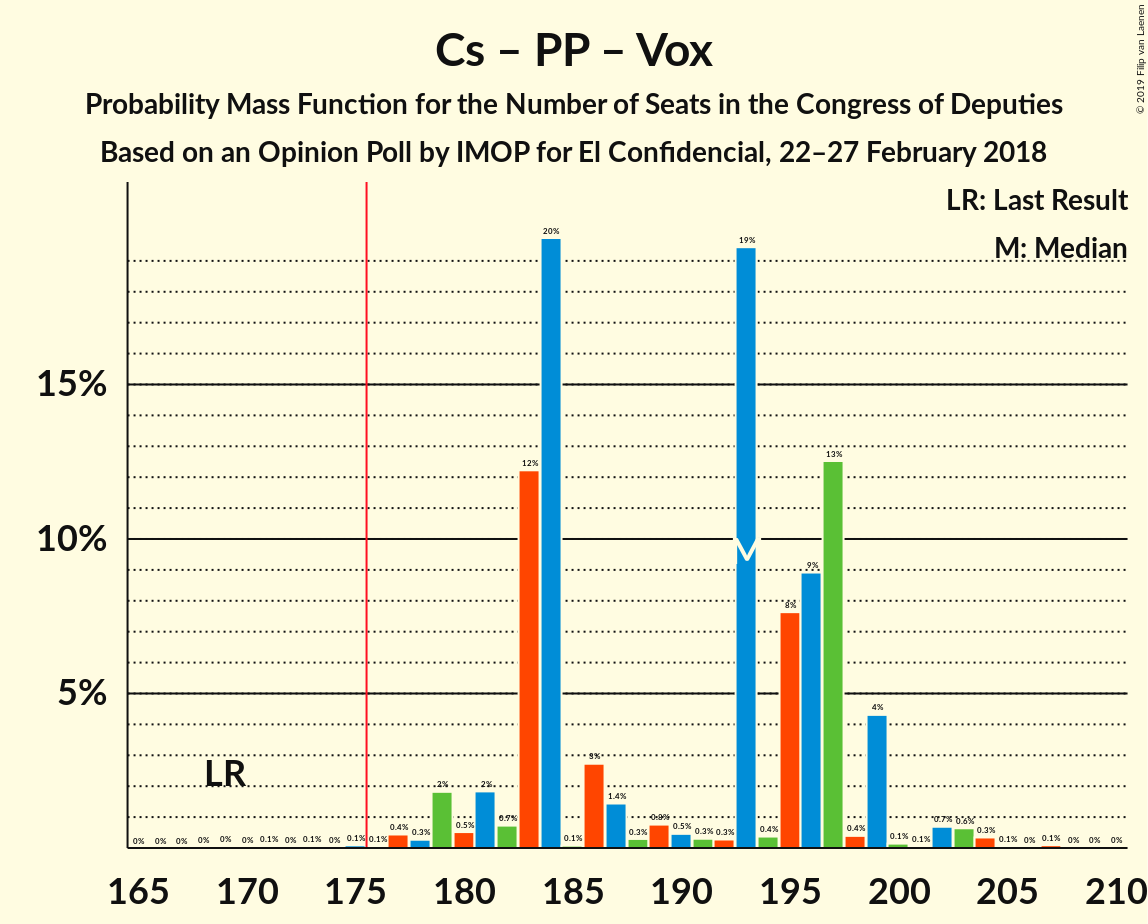 Cs – PP – Vox
Probability Mass Function for the Number of Seats in the Congress of Deputies
Based on an Opinion Poll by IMOP for El Confidencial, 22–27 February 2018
© 2019 Filip van Laenen
LR: Last Result
M: Median
15%
10%
5%
LR
M
0% 0% 0% 0% 0% 0% 0.1% 0% 0.1% 0% 0.1% 0.1% 0.4% 0.3% 2% 0.5% 2% 0.7% 12% 20% 0.1% 3% 1.4% 0.3% 0.8% 0.5% 0.3% 0.3% 19% 0.4% 8% 9% 13% 0.4% 4% 0.1% 0.1% 0.7% 0.6% 0.3% 0.1% 0% 0.1% 0% 0% 0%
165 170 175 180 185 190 195 200 205 210